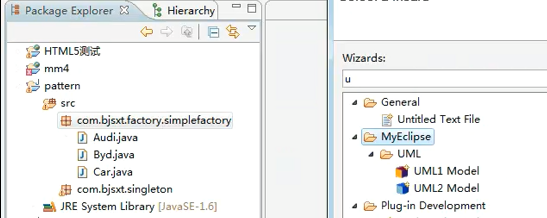 Package Explorer
Hierarchy
HTML5测试
mm4
pattern
src
com.bjsxt.factory.simplefactory
Audi.java
Byd.java
Car.java
com.bjsxt.singleton
JRE System Library [JavaSE-1.6]
Wizards:
u
General
Untitled Text File
MyEclipse
UML
UML1 Model
UML2 Model
Plug-in Development